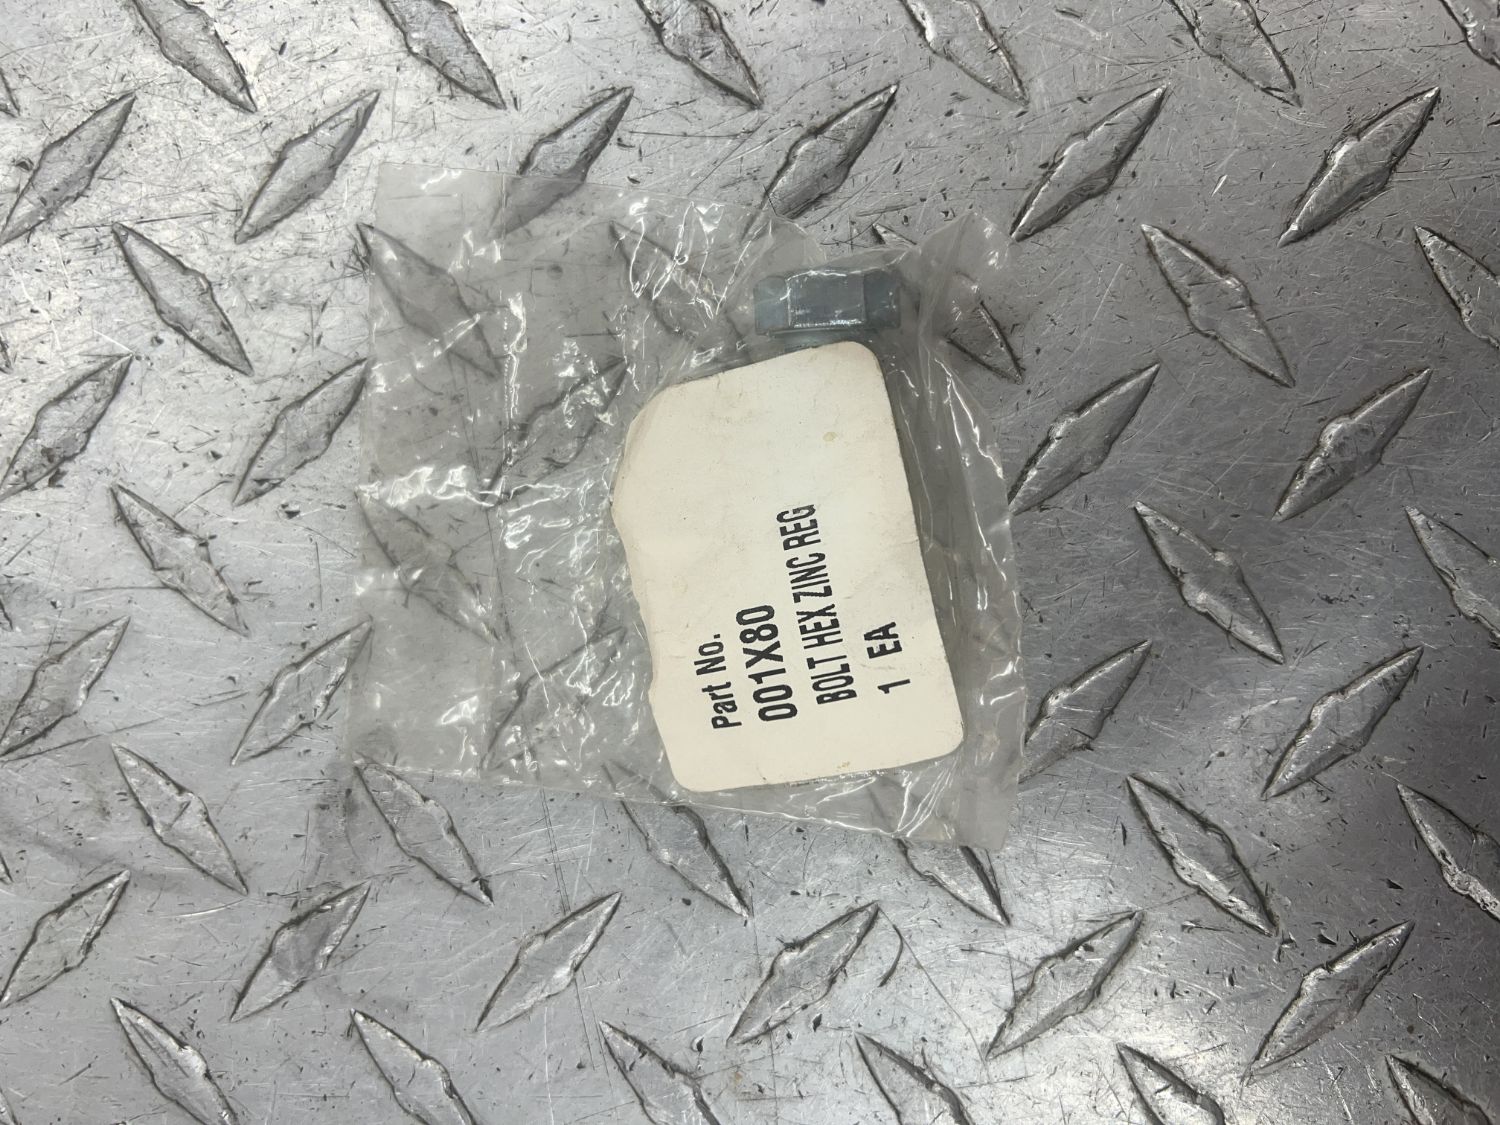 Part No.
001X80
BOLT HEX ZINC REG
1 EA